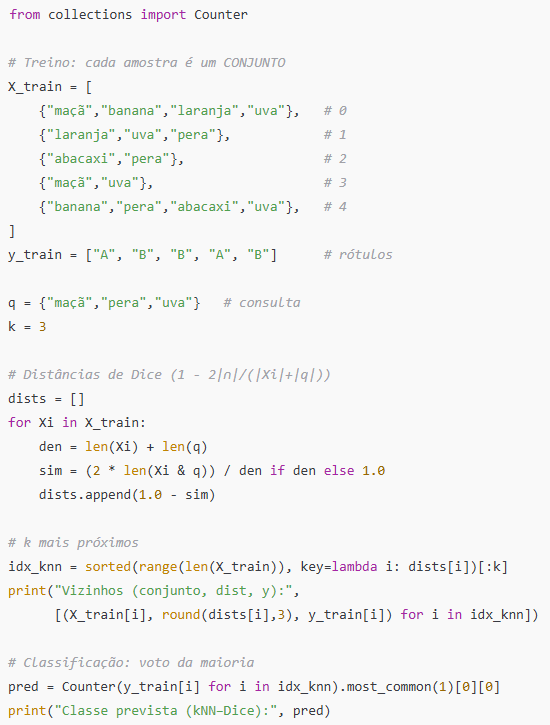 from collections import Counter

# Treino: cada amostra é um CONJUNTO
X_train = [
    {"maçã","banana","laranja","uva"},   # 0
    {"laranja","uva","pera"},            # 1
    {"abacaxi","pera"},                  # 2
    {"maçã","uva"},                      # 3
    {"banana","pera","abacaxi","uva"},   # 4
]
y_train = ["A", "B", "B", "A", "B"]      # rótulos

q = {"maçã","pera","uva"}   # consulta
k = 3

# Distâncias de Dice (1 - 2|n|/(|Xi|+|q|))
dists = []
for Xi in X_train:
    den = len(Xi) + len(q)
    sim = (2 * len(Xi & q)) / den if den else 1.0
    dists.append(1.0 - sim)

# k mais próximos
idx_knn = sorted(range(len(X_train)), key=lambda i: dists[i])[:k]
print("Vizinhos (conjunto, dist, y):",
      [(X_train[i], round(dists[i],3), y_train[i]) for i in idx_knn])

# Classificação: voto da maioria
pred = Counter(y_train[i] for i in idx_knn).most_common(1)[0][0]
print("Classe prevista (kNN–Dice):", pred)